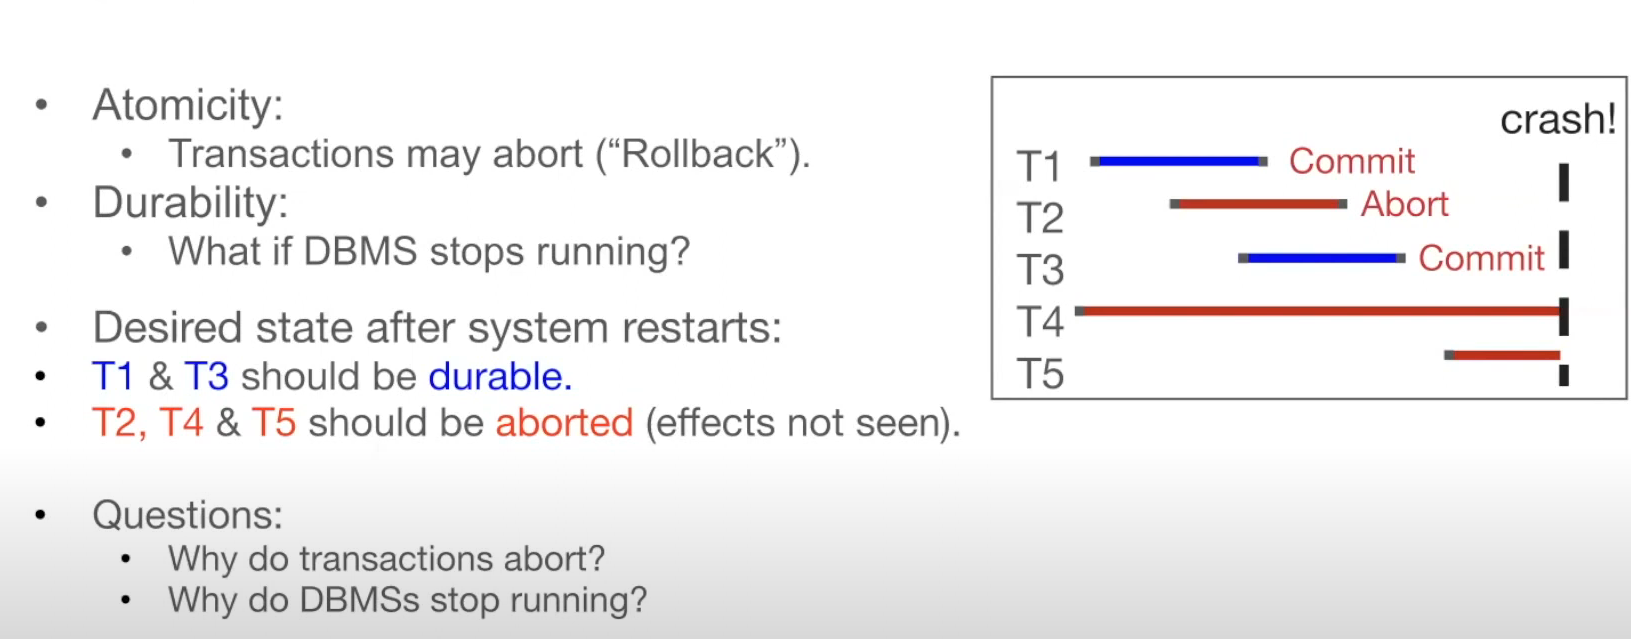 • Atomicity:
• Transactions may abort (“Rollback”).
• Durability:
• What if DBMS stops running?
• Desired state after system restarts:
• T1 & T3 should be durable.
• T2, T4 & T5 should be aborted (effects not seen).
• Questions:
• Why do transactions abort?
• Why do DBMSs stop running?
crash!
T1 Commit
T2 Abort
T3 Commit
T4
T5